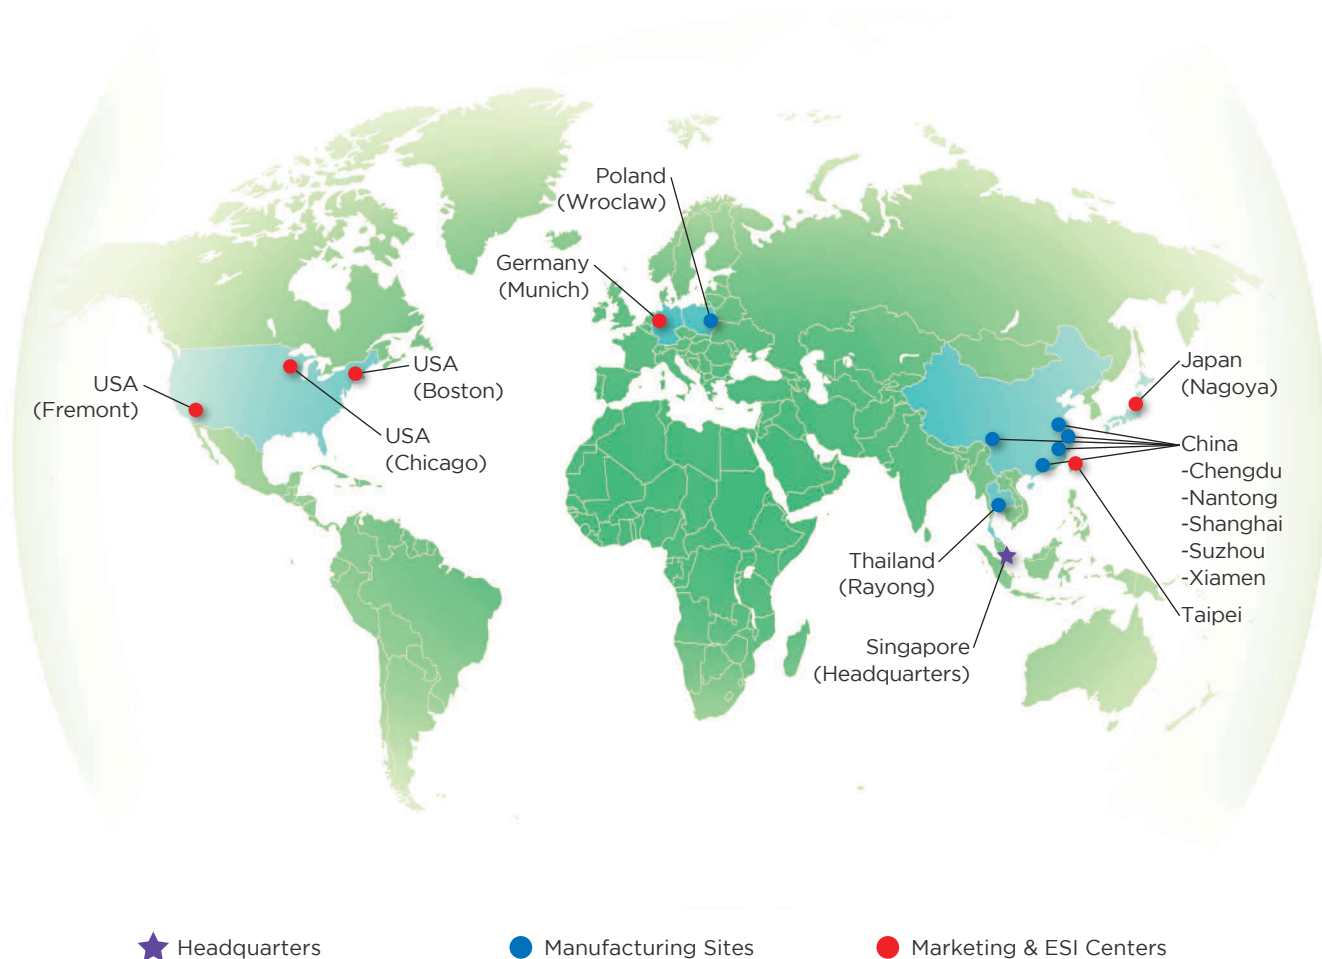 Poland
(Wroclaw)
Germany
(Munich)
USA
(Boston)
USA
(Fremont)
USA
(Chicago)
Japan
(Nagoya)
China
-Chengdu
-Nantong
-Shanghai
-Suzhou
-Xiamen
Taipei
Thailand
(Rayong)
Singapore
(Headquarters)
Headquarters
Manufacturing Sites
Marketing & ESI Centers